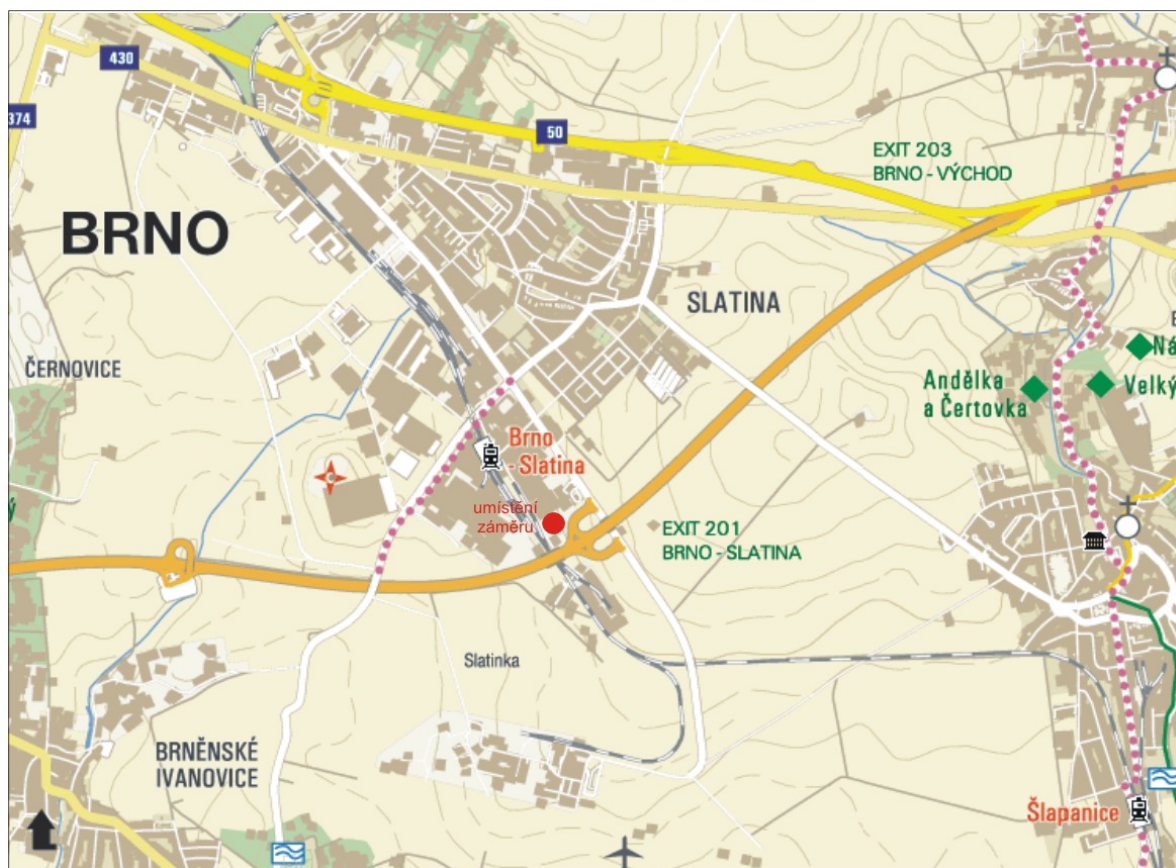 430
374
50
EXIT 203
BRNO - VÝCHOD
BRNO
SLATINA
ČERNOVICE
Andělka
a Čertovka
Velký
Brno
- Slatina
umístění
záměru
EXIT 201
BRNO - SLATINA
Slatinka
BRNĚNSKÉ
IVANOVICE
Šlapanice